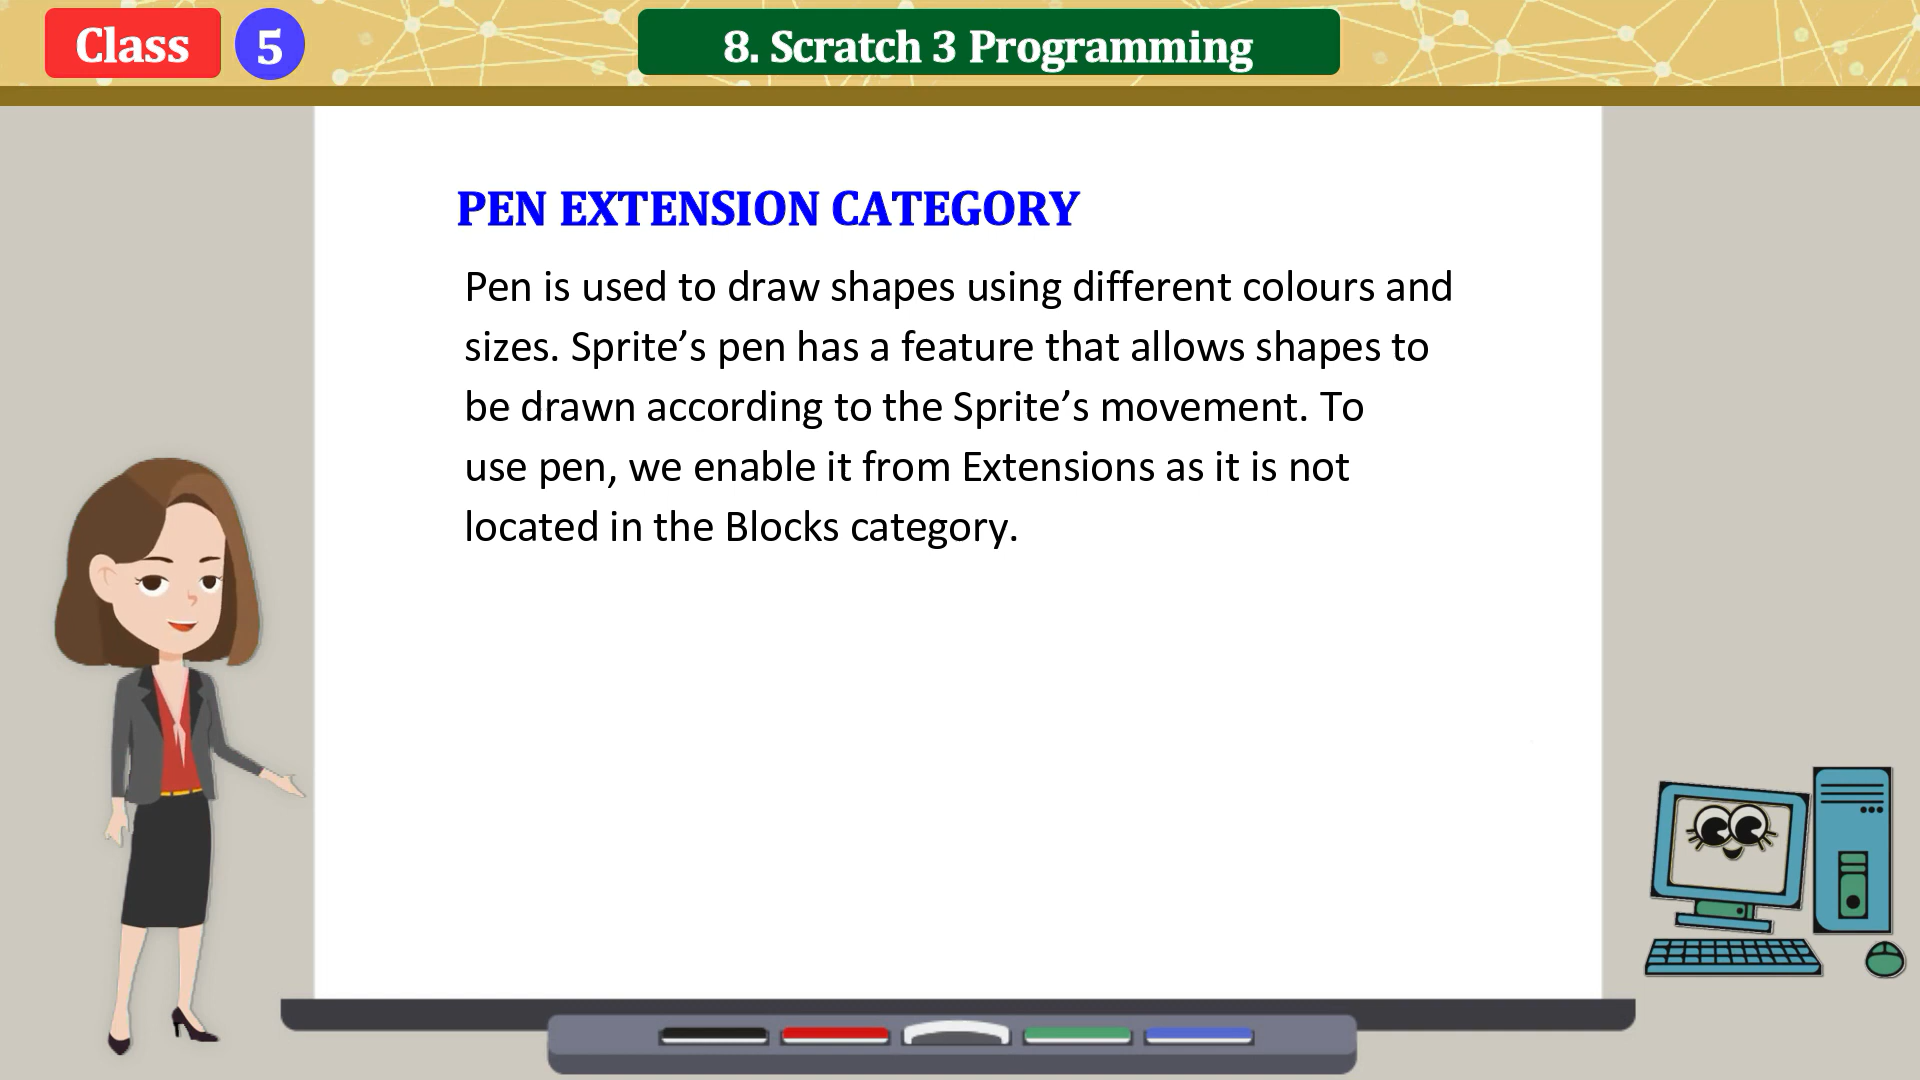 Class 5
8. Scratch 3 Programming
PEN EXTENSION CATEGORY
Pen is used to draw shapes using different colours and
sizes. Sprite’s pen has a feature that allows shapes to
be drawn according to the Sprite’s movement. To
use pen, we enable it from Extensions as it is not
located in the Blocks category.